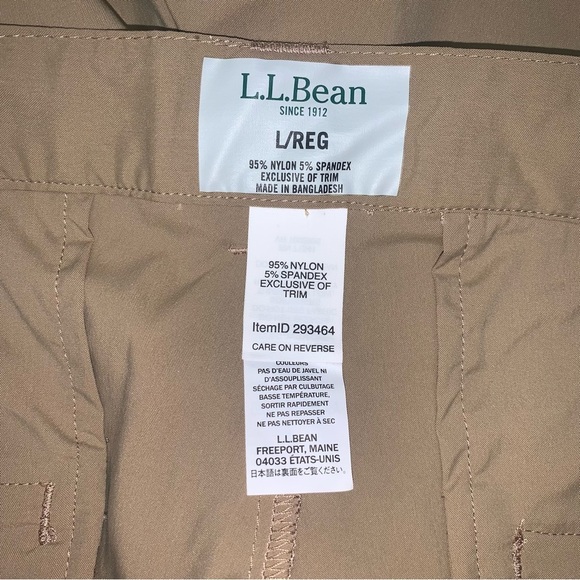 L.L.Bean
SINCE 1912
L/REG
95% NYLON 5% SPANDEX
EXCLUSIVE OF TRIM
MADE IN BANGLADESH
95% NYLON
5% SPANDEX
EXCLUSIVE OF
TRIM
ItemID 293464
CARE ON REVERSE
COULEURS
PAS D'EAU DE JAVEL NI
D'ASSOUPLISSANT
SÉCHAGE PAR CULBUTAGE
BASSE TEMPÉRATURE,
SORTIR RAPIDEMENT
NE PAS REPASSER
NE PAS NETTOYER À SEC
L.L.BEAN
FREEPORT, MAINE
04033 ÉTATS-UNIS
日本語は裏面をご覧ください。